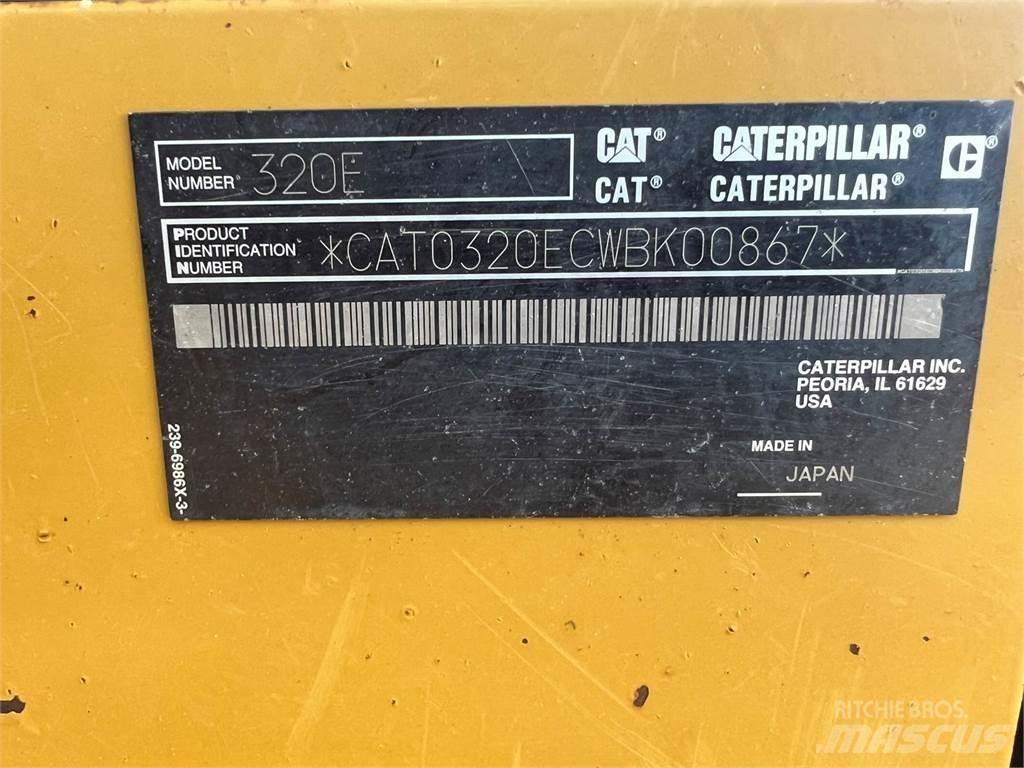 MODEL
NUMBER 320E
CAT® CATERPILLAR®
CAT® CATERPILLAR®
PRODUCT
IDENTIFICATION
NUMBER *CAT0320ECWBK00867*
CATERPILLAR INC.
PEORIA, IL 61629
USA
MADE IN
JAPAN
239-6986X-3-
RITCHIE BROS.
MASCUS